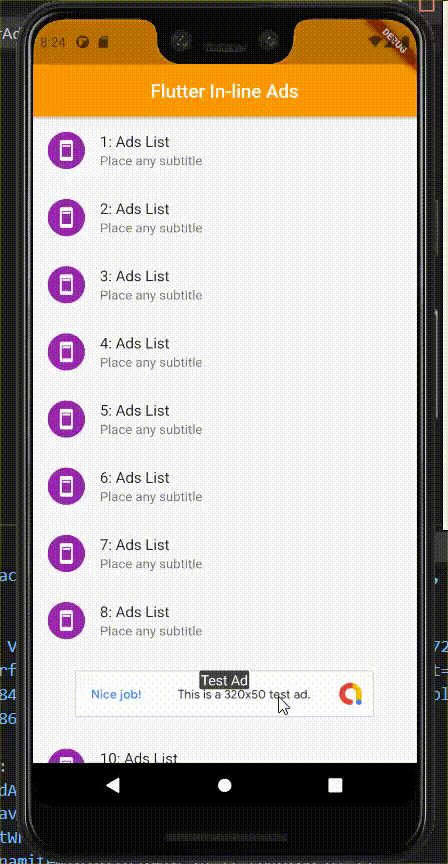 8:24
DEBUG
Flutter In-line Ads
1: Ads List
Place any subtitle
2: Ads List
Place any subtitle
3: Ads List
Place any subtitle
4: Ads List
Place any subtitle
5: Ads List
Place any subtitle
6: Ads List
Place any subtitle
7: Ads List
Place any subtitle
8: Ads List
Place any subtitle
Test Ad
Nice job! This is a 320x50 test ad.
10: Ads List